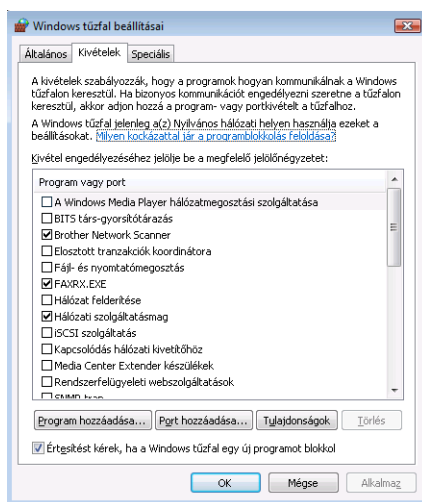 Windows tűzfal beállításai
Általános Kivételek Speciális
A kivételek szabályozzák, hogy a programok hogyan kommunikálnak a Windows
tűzfalon keresztül. Ha bizonyos kommunikációt engedélyezni szeretne a tűzfalon
keresztül, akkor adjon hozzá a program- vagy portkivételt a tűzfalhoz.
A Windows tűzfal jelenleg a(z) Nyilvános hálózati helyen használja ezeket a
beállításokat. Milyen kockázattal jár a programblokkolás feloldása?
Kivétel engedélyezéséhez jelölje be a megfelelő jelölőnégyzetet:
Program vagy port
A Windows Media Player hálózatmegosztási szolgáltatása
BITS társ-gyorsítótárazás
Brother Network Scanner
Elosztott tranzakciók koordinátora
Fájl- és nyomtatómegosztás
FAXRX.EXE
Hálózat felderítése
Hálózati szolgáltatásmag
iSCSI szolgáltatás
Kapcsolódás hálózati kivetítőhöz
Media Center Extender készülékek
Rendszerfelügyeleti webszolgáltatások
SNMP trap
Program hozzáadása... Port hozzáadása... Tulajdonságok Törlés
Értesítést kérek, ha a Windows tűzfal egy új programot blokkol
OK Mégse Alkalmaz